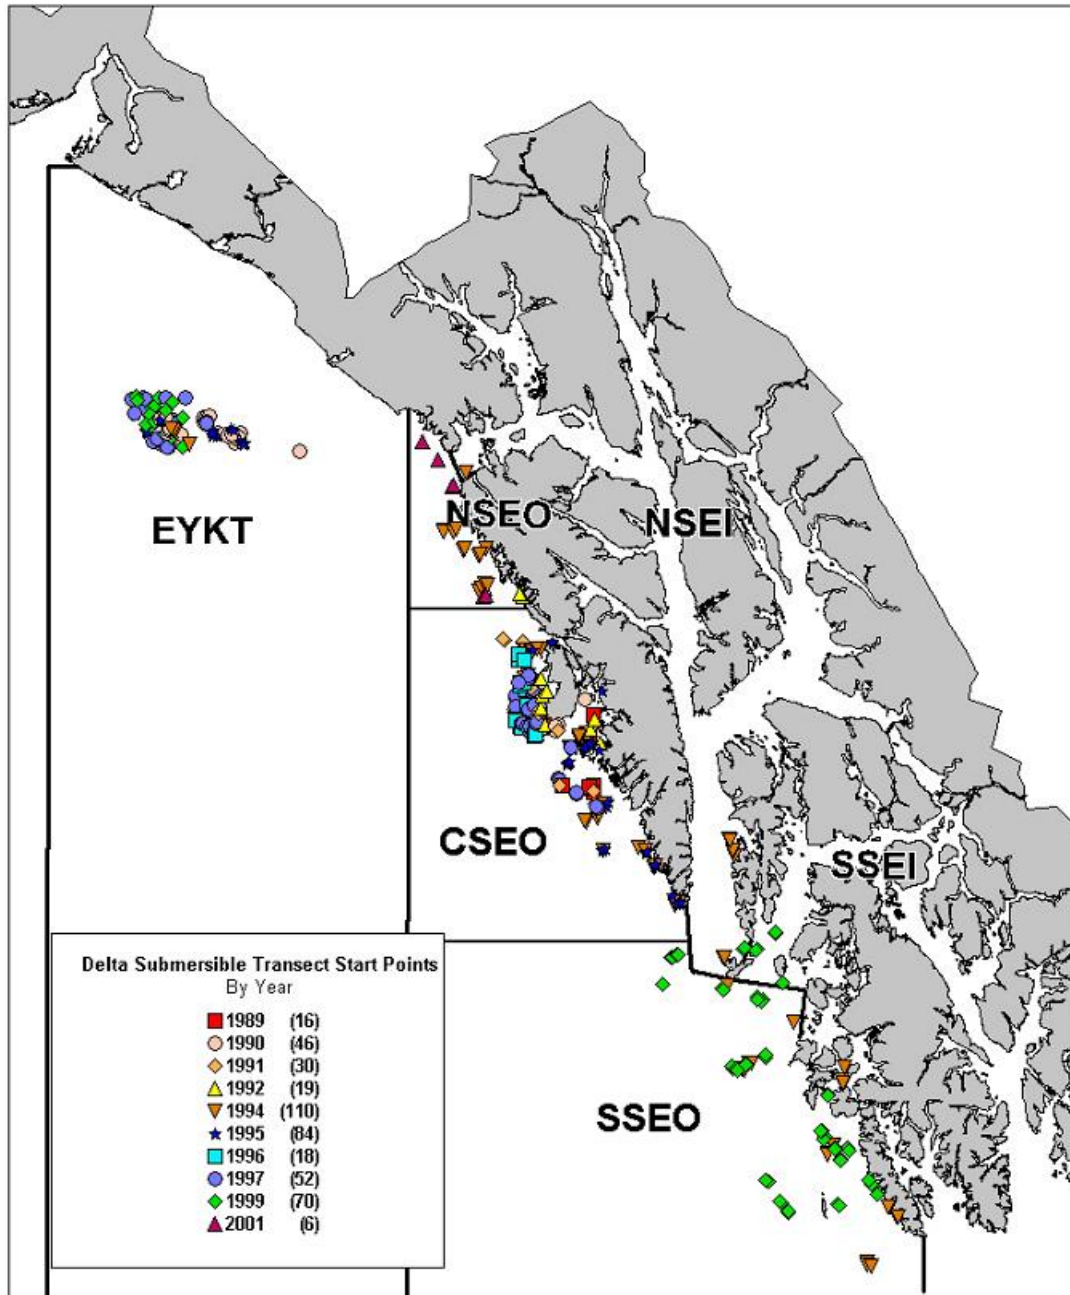 EYKT
NSEO
NSEI
CSEO
SSEI
SSEO
Delta Submersible Transect Start Points
By Year
1989 (16)
1990 (46)
1991 (30)
1992 (19)
1994 (110)
1995 (84)
1996 (18)
1997 (52)
1999 (70)
2001 (6)